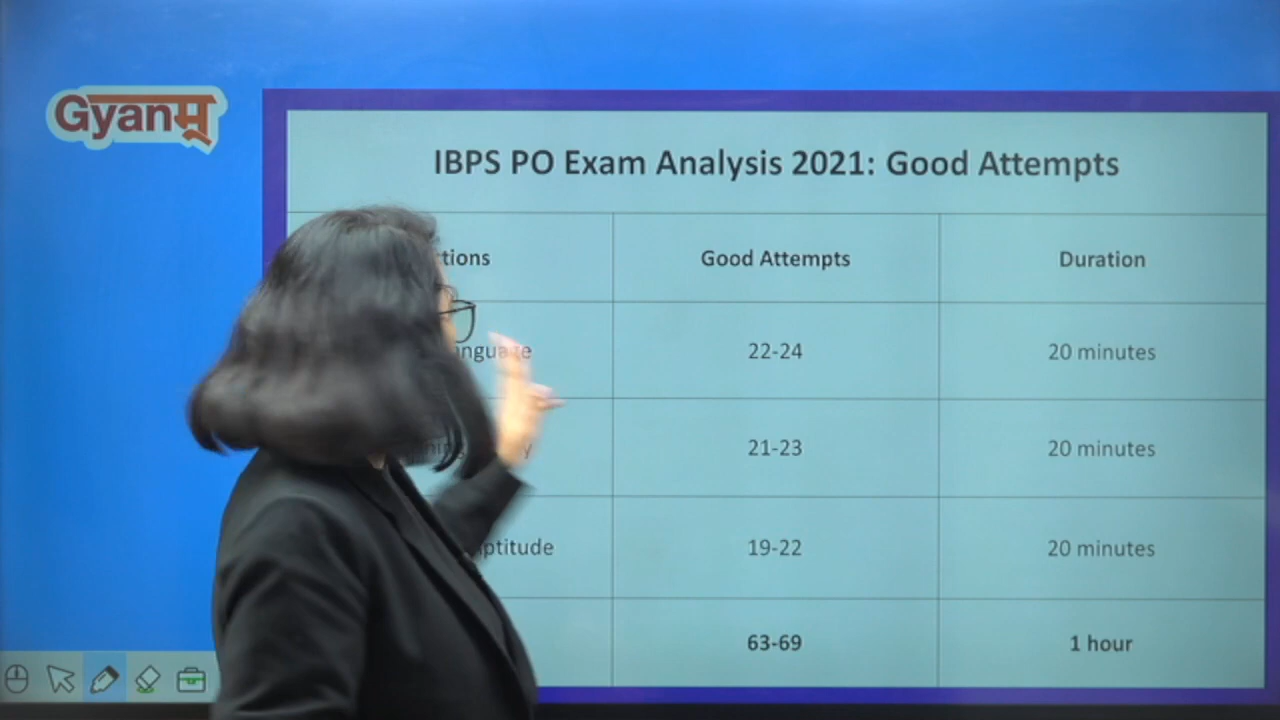 Gyanम्
IBPS PO Exam Analysis 2021: Good Attempts
Good Attempts Duration
22-24 20 minutes
21-23 20 minutes
19-22 20 minutes
63-69 1 hour